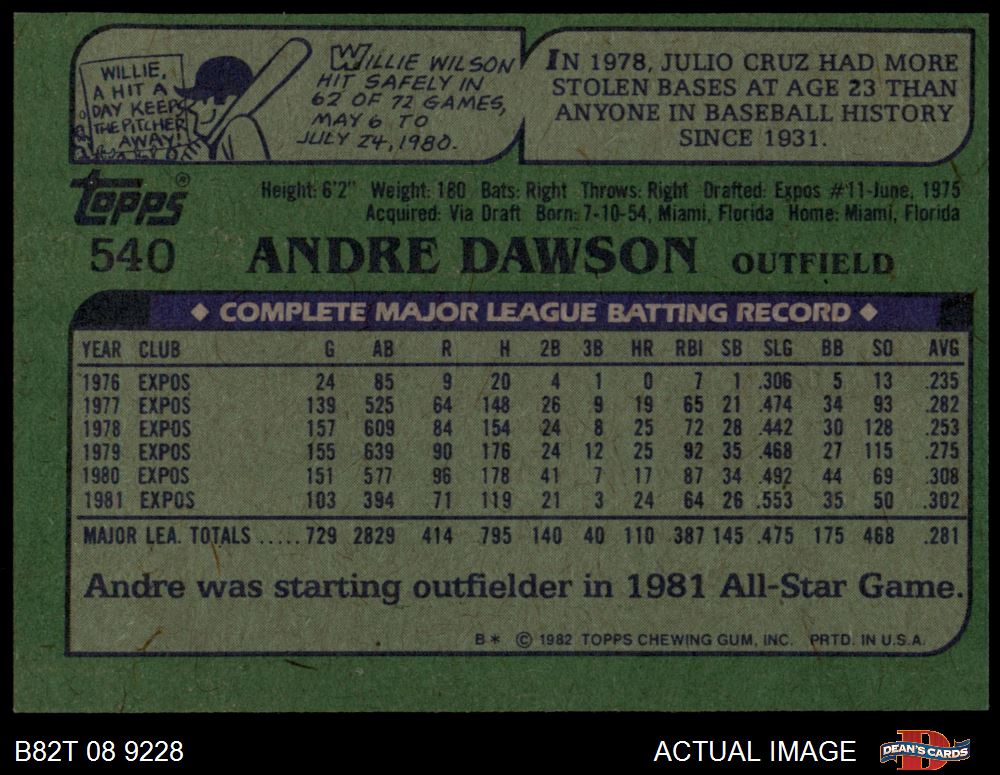 WILLIE,
A HIT A
DAY KEEPS
THE PITCHER
AWAY!
WILLIE WILSON
HIT SAFELY IN
62 OF 72 GAMES,
MAY 6 TO
JULY 24, 1980.
IN 1978, JULIO CRUZ HAD MORE
STOLEN BASES AT AGE 23 THAN
ANYONE IN BASEBALL HISTORY
SINCE 1931.
Topps®
Height: 6'2" Weight: 180 Bats: Right Throws: Right Drafted: Expos #11-June, 1975
Acquired: Via Draft Born: 7-10-54, Miami, Florida Home: Miami, Florida
540 ANDRE DAWSON OUTFIELD
◆ COMPLETE MAJOR LEAGUE BATTING RECORD ◆
YEAR CLUB G AB R H 2B 3B HR RBI SB SLG BB SO AVG
1976 EXPOS 24 85 9 20 4 1 0 7 1 .306 5 13 .235
1977 EXPOS 139 525 64 148 26 9 19 65 21 .474 34 93 .282
1978 EXPOS 157 609 84 154 24 8 25 72 28 .442 30 128 .253
1979 EXPOS 155 639 90 176 24 12 25 92 35 .468 27 115 .275
1980 EXPOS 151 577 96 178 41 7 17 87 34 .492 44 69 .308
1981 EXPOS 103 394 71 119 21 3 24 64 26 .553 35 50 .302
MAJOR LEA. TOTALS ..... 729 2829 414 795 140 40 110 387 145 .475 175 468 .281
Andre was starting outfielder in 1981 All-Star Game.
B* © 1982 TOPPS CHEWING GUM, INC. PRTD. IN U.S.A.
B82T 08 9228 ACTUAL IMAGE DEAN'S CARDS